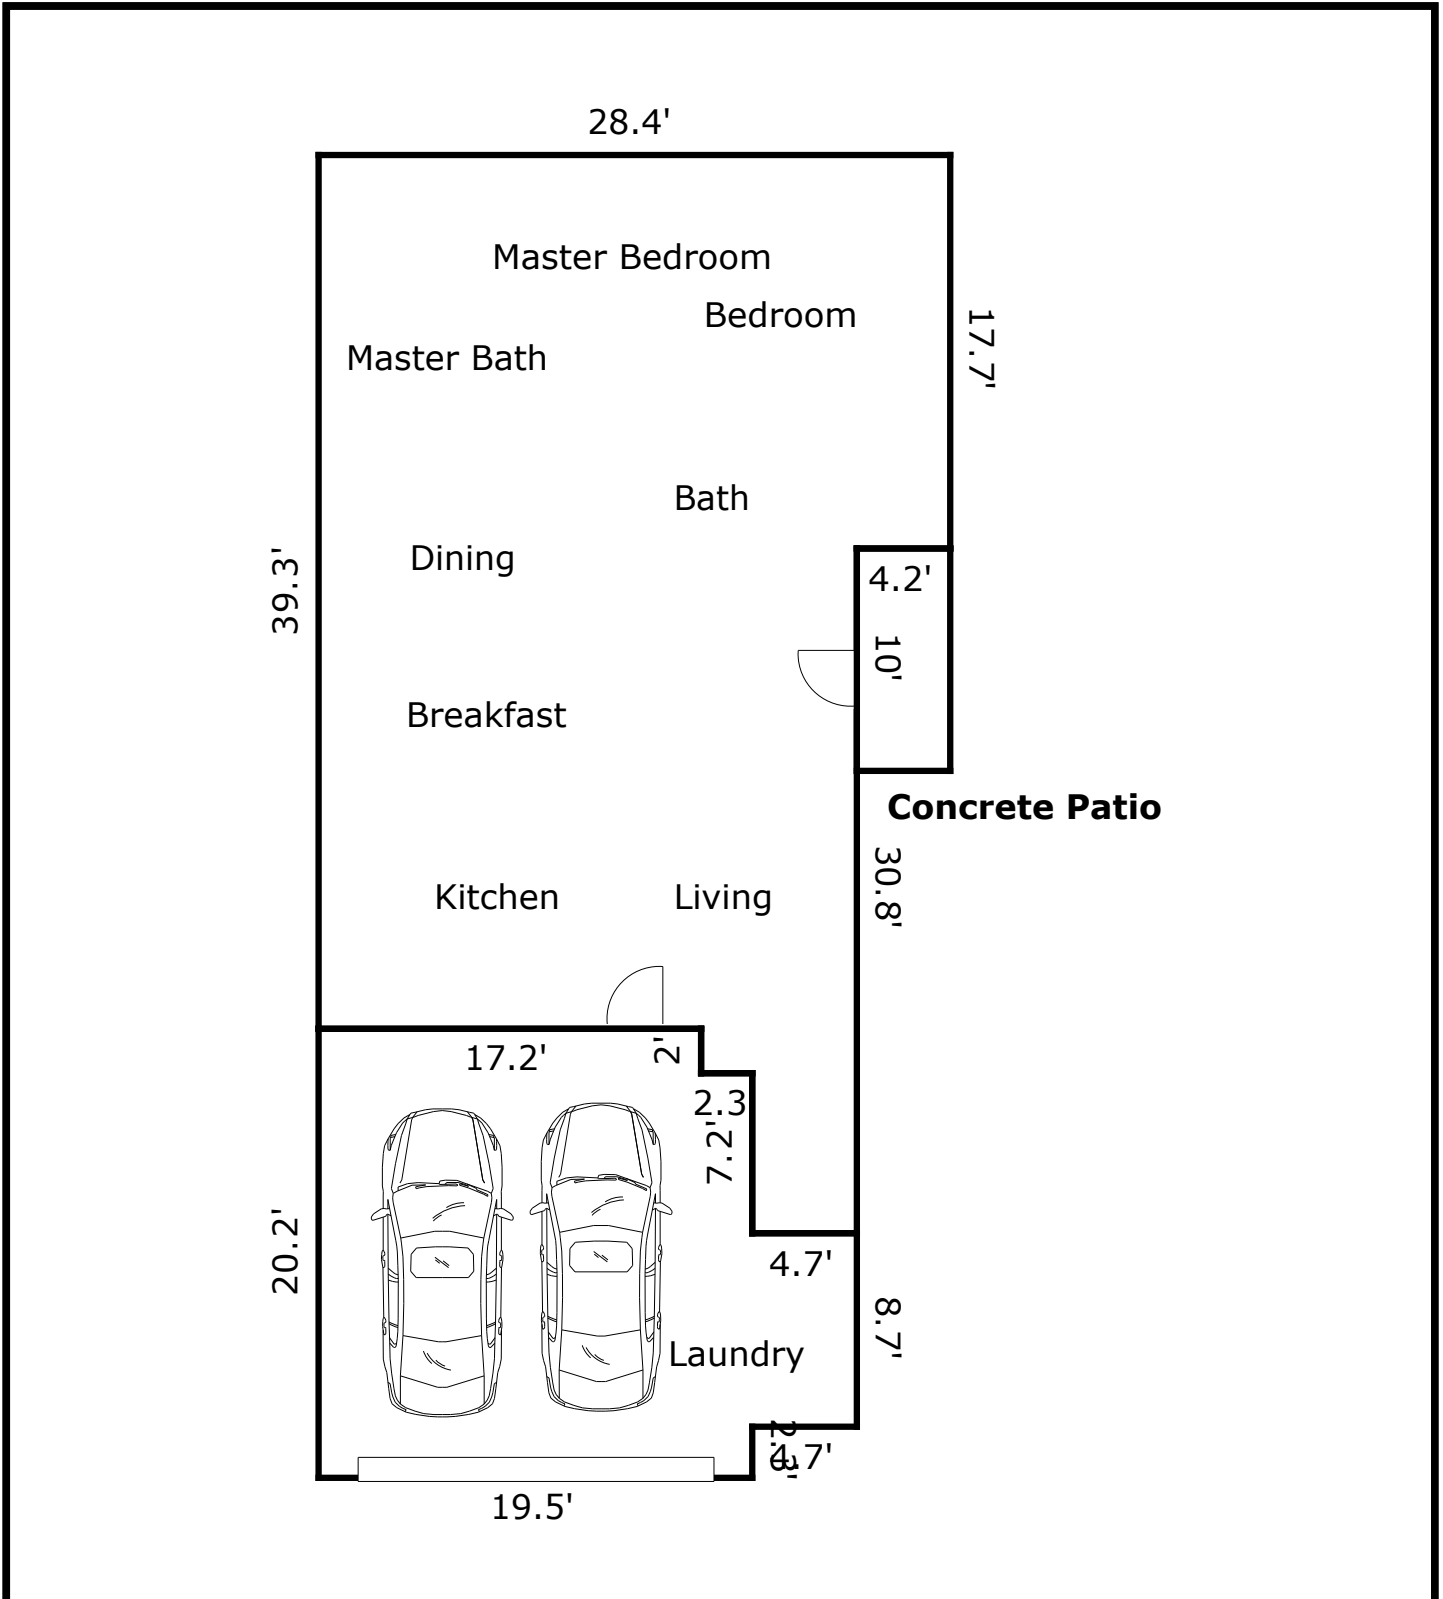 28.4'
Master Bedroom
Bedroom
17.7'
Master Bath
Bath
Dining
39.3'
4.2'
10'
Breakfast
Concrete Patio
30.8'
Kitchen
Living
17.2'
2'
2.3
7.2'
20.2'
4.7'
8.7'
Laundry
2.3'
4.7'
19.5'